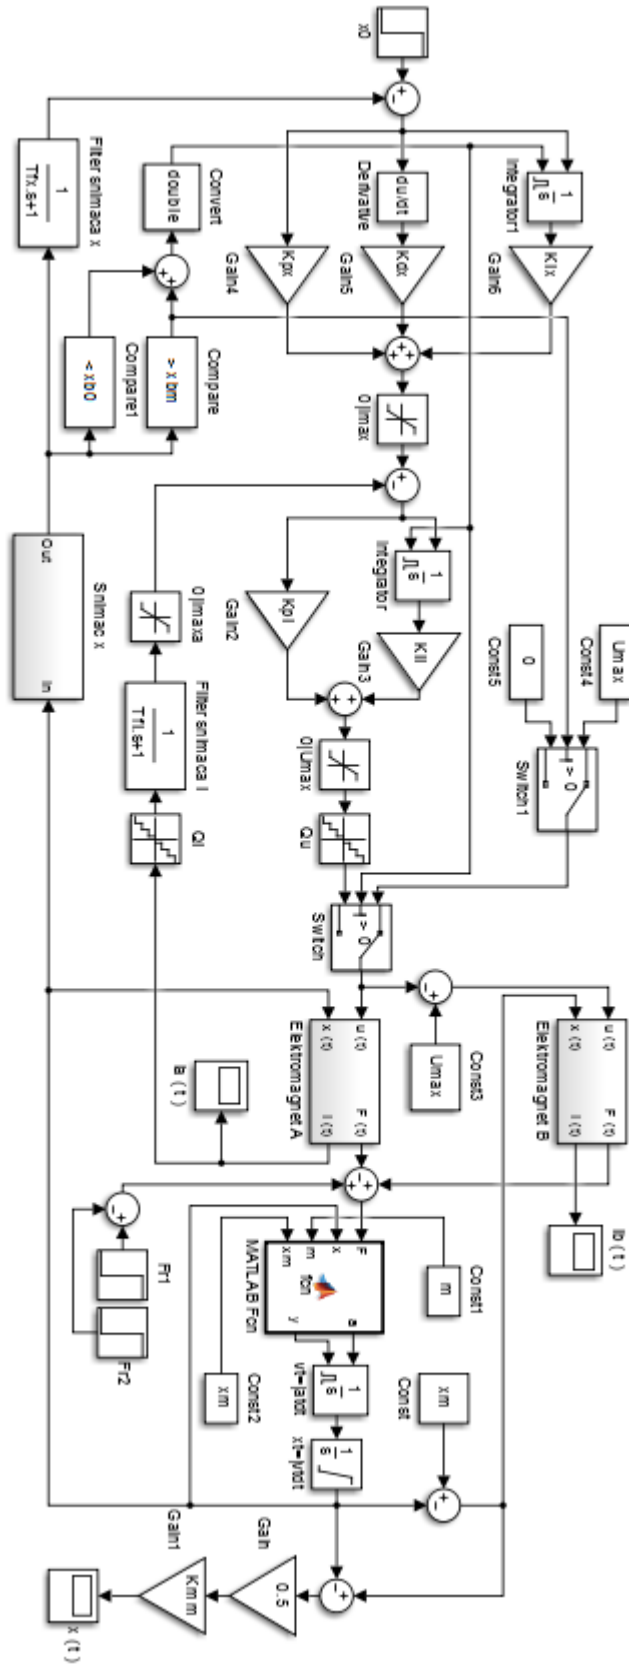 x0
Filter snimaca x
1
Tfx.s+1
Convert
double
+
+
Compare
> xbm
Compare1
< xb0
Snimac x
Out
In
Integrator1
1
s
KIx
Gain6
Derivative
du/dt
Kdx
Gain5
Kpx
Gain4
0|Imax
Integrator
1
s
KII
Gain3
KpI
Gain2
0|Umax
Qu
0|Imaxa
Filter snimaca I
1
TfI.s+1
QI
Umax
Const4
0
Const5
> 0
Switch1
> 0
Switch
Umax
Const3
u (t)
x (t)
F (t)
I (t)
Elektromagnet B
Ib (t)
u (t)
x (t)
F (t)
I (t)
Elektromagnet A
Ia (t)
Fr1
Fr2
m
Const1
F
x
m
xm
fcn
a
y
MATLAB Fcn
xm
Const2
1
s
vt=∫atdt
1
s
xt=∫vtdt
xm
Const
0.5
Gain
Kmm
Gain1
x (t)